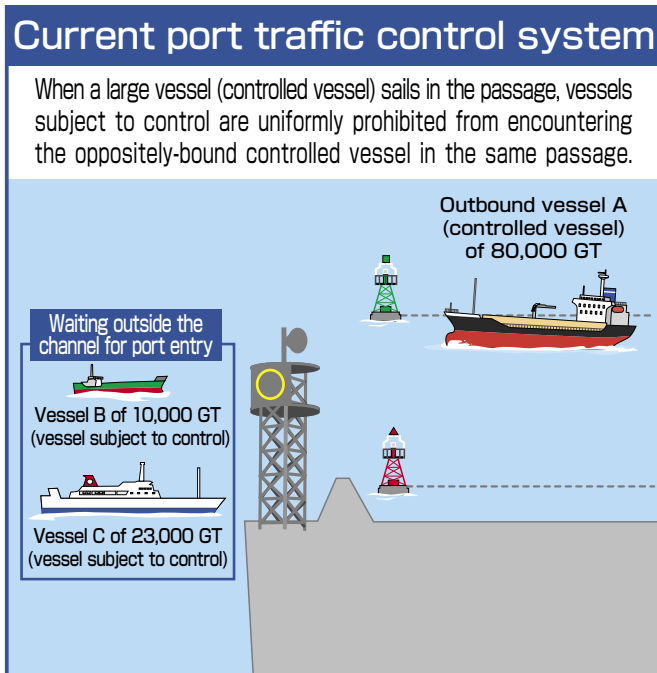 Current port traffic control system
When a large vessel (controlled vessel) sails in the passage, vessels
subject to control are uniformly prohibited from encountering
the oppositely-bound controlled vessel in the same passage.
Outbound vessel A
(controlled vessel)
of 80,000 GT
Waiting outside the
channel for port entry
Vessel B of 10,000 GT
(vessel subject to control)
Vessel C of 23,000 GT
(vessel subject to control)